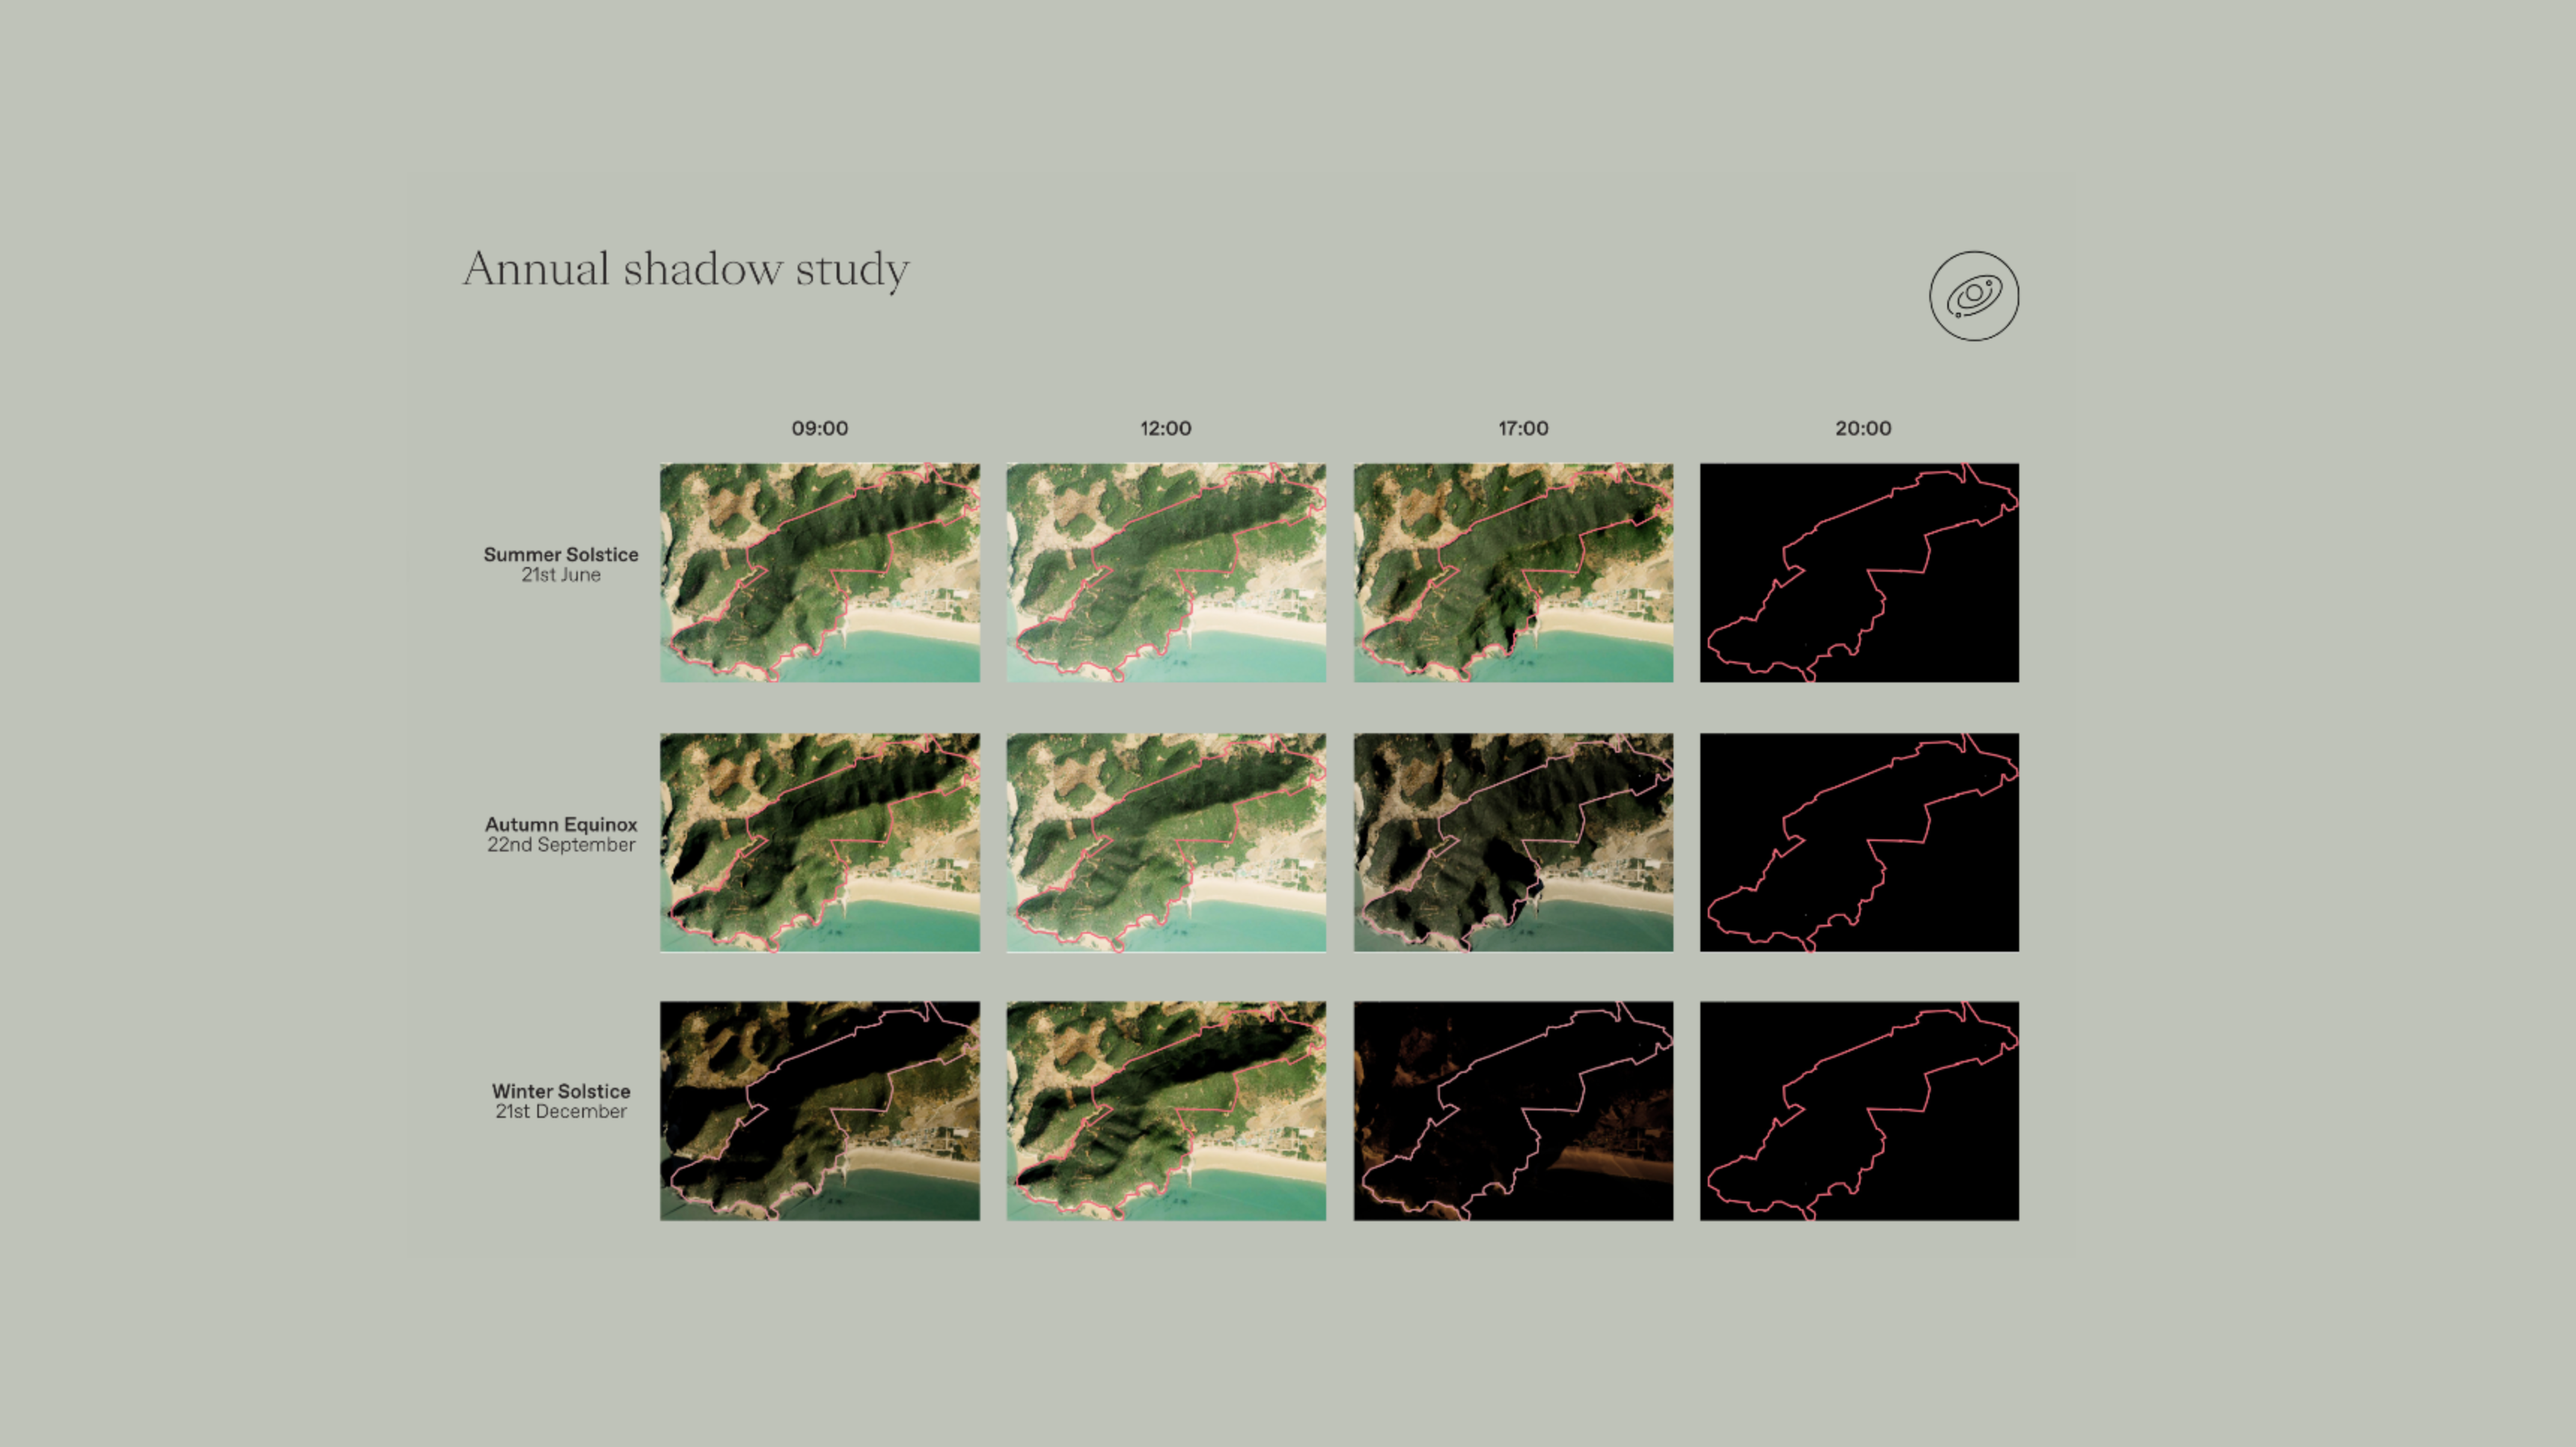 Annual shadow study
09:00
12:00
17:00
20:00
Summer Solstice
21st June
Autumn Equinox
22nd September
Winter Solstice
21st December